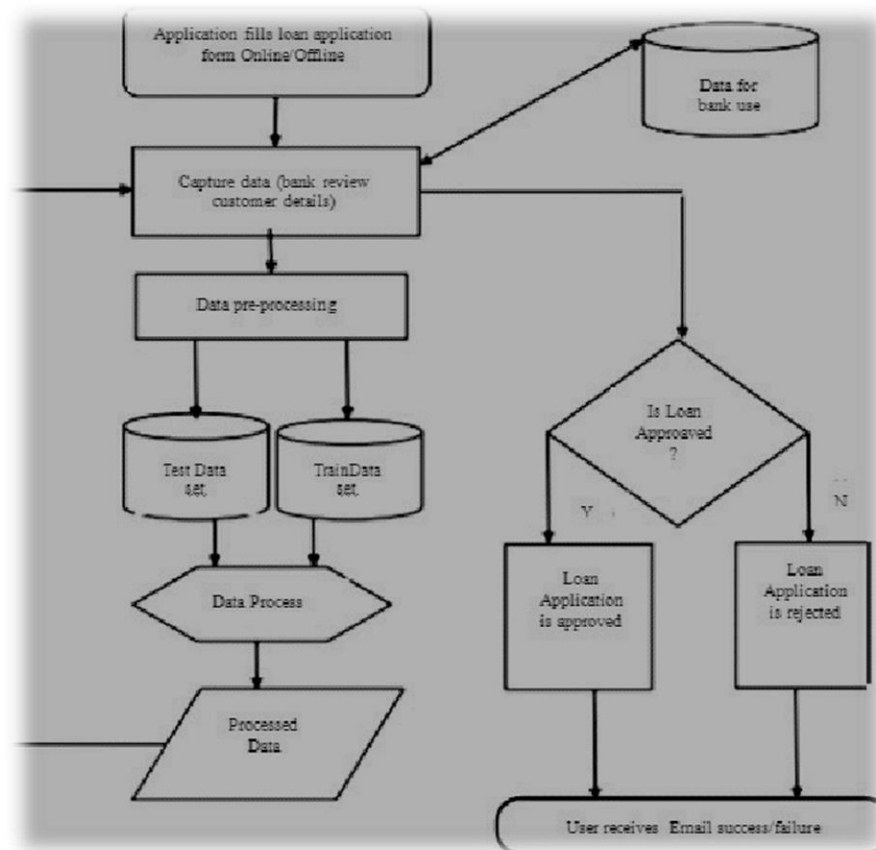 Application fills loan application
form Online/Offline
Data for
bank use
Capture data (bank review
customer details)
Data pre-processing
Is Loan
Approaved
?
Test Data
set
TrainData
set
Y
N
Data Process
Loan
Application
is approved
Loan
Application
is rejected
Processed
Data
User receives Email success/failure